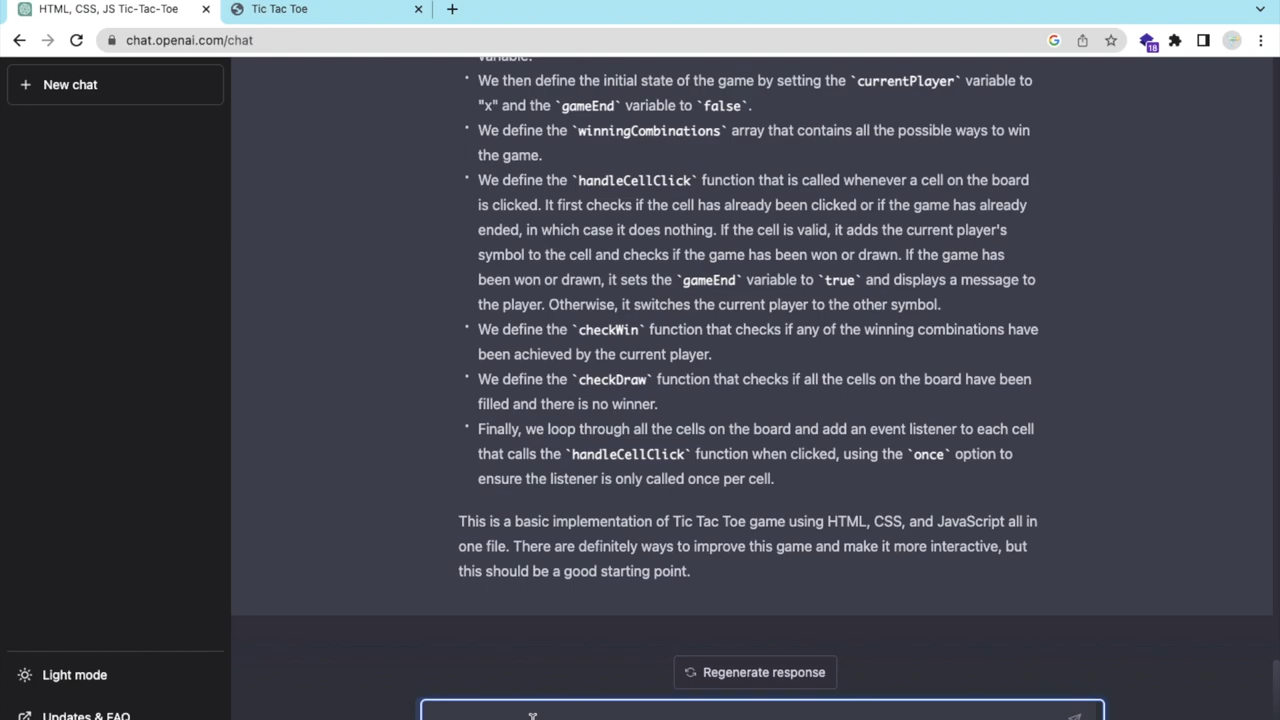 HTML, CSS, JS Tic-Tac-Toe
Tic Tac Toe
chat.openai.com/chat
18
New chat
variable.
We then define the initial state of the game by setting the `currentPlayer` variable to
"x" and the `gameEnd` variable to `false`.
We define the `winningCombinations` array that contains all the possible ways to win
the game.
We define the `handleCellClick` function that is called whenever a cell on the board
is clicked. It first checks if the cell has already been clicked or if the game has already
ended, in which case it does nothing. If the cell is valid, it adds the current player's
symbol to the cell and checks if the game has been won or drawn. If the game has
been won or drawn, it sets the `gameEnd` variable to `true` and displays a message to
the player. Otherwise, it switches the current player to the other symbol.
We define the `checkWin` function that checks if any of the winning combinations have
been achieved by the current player.
We define the `checkDraw` function that checks if all the cells on the board have been
filled and there is no winner.
Finally, we loop through all the cells on the board and add an event listener to each cell
that calls the `handleCellClick` function when clicked, using the `once` option to
ensure the listener is only called once per cell.
This is a basic implementation of Tic Tac Toe game using HTML, CSS, and JavaScript all in
one file. There are definitely ways to improve this game and make it more interactive, but
this should be a good starting point.
Regenerate response
Light mode
Updates & FAQ